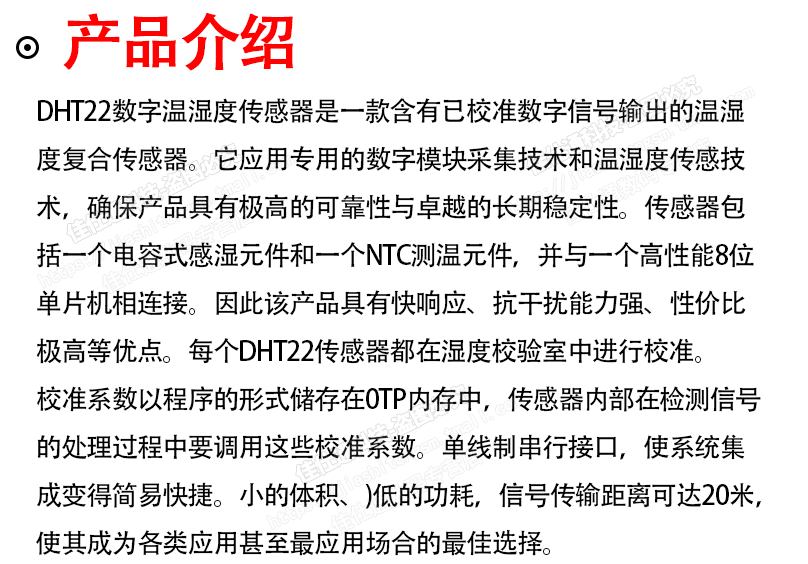 产品介绍
DHT22数字温湿度传感器是一款含有已校准数字信号输出的温湿
度复合传感器。它应用专用的数字模块采集技术和温湿度传感技
术，确保产品具有极高的可靠性与卓越的长期稳定性。传感器包
括一个电容式感湿元件和一个NTC测温元件，并与一个高性能8位
单片机相连接。因此该产品具有快响应、抗干扰能力强、性价比
极高等优点。每个DHT22传感器都在湿度校验室中进行校准。
校准系数以程序的形式储存在0TP内存中，传感器内部在检测信号
的处理过程中要调用这些校准系数。单线制串行接口，使系统集
成变得简易快捷。小的体积、)低的功耗，信号传输距离可达20米，
使其成为各类应用甚至最应用场合的最佳选择。